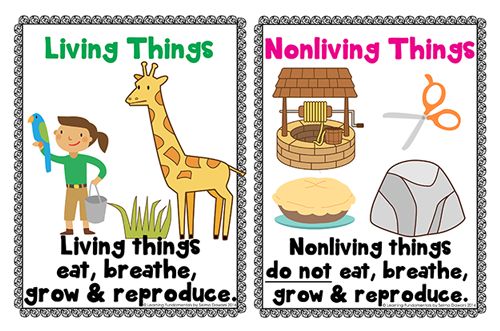 Living Things
Living things
eat, breathe,
grow & reproduce.
© Learning Fundamentals by Selma Dawani 2014
Nonliving Things
Nonliving things
do not eat, breathe,
grow & reproduce.
© Learning Fundamentals by Selma Dawani 2014